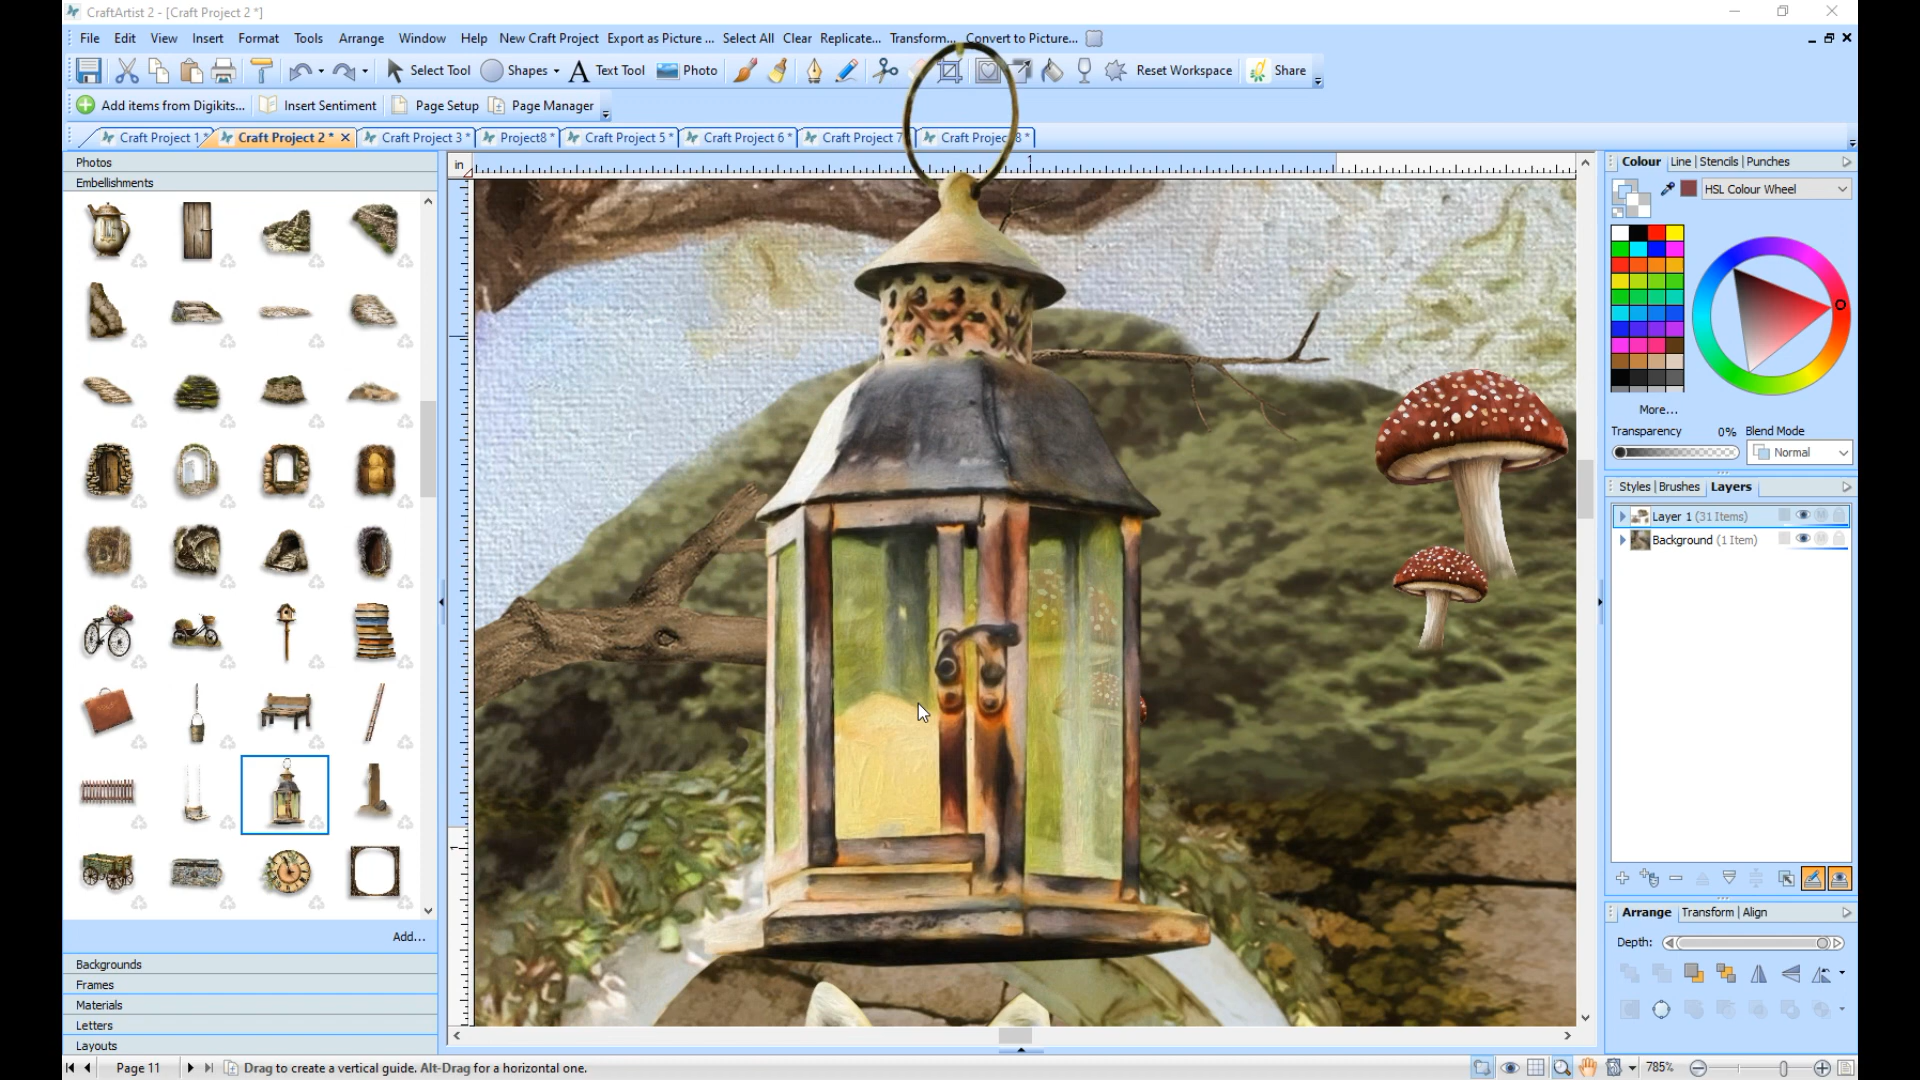 CraftArtist 2 - [Craft Project 2 *]
File Edit View Insert Format Tools Arrange Window Help New Craft Project Export as Picture ... Select All Clear Replicate... Transform... Convert to Picture...
Select Tool Shapes Text Tool Photo Reset Workspace Share
Add items from Digikits... Insert Sentiment Page Setup Page Manager
Craft Project 1 * Craft Project 2 * Craft Project 3 * Project8 * Craft Project 5 * Craft Project 6 * Craft Project 7 Craft Project 8 *
Photos
Embellishments
in
1
1
Add...
Backgrounds
Frames
Materials
Letters
Layouts
Colour Line | Stencils | Punches
HSL Colour Wheel
More...
Transparency 0% Blend Mode
Normal
Styles | Brushes Layers
Layer 1 (31 Items)
Background (1 Item)
Arrange Transform | Align
Depth:
Page 11 Drag to create a vertical guide. Alt-Drag for a horizontal one. 785%